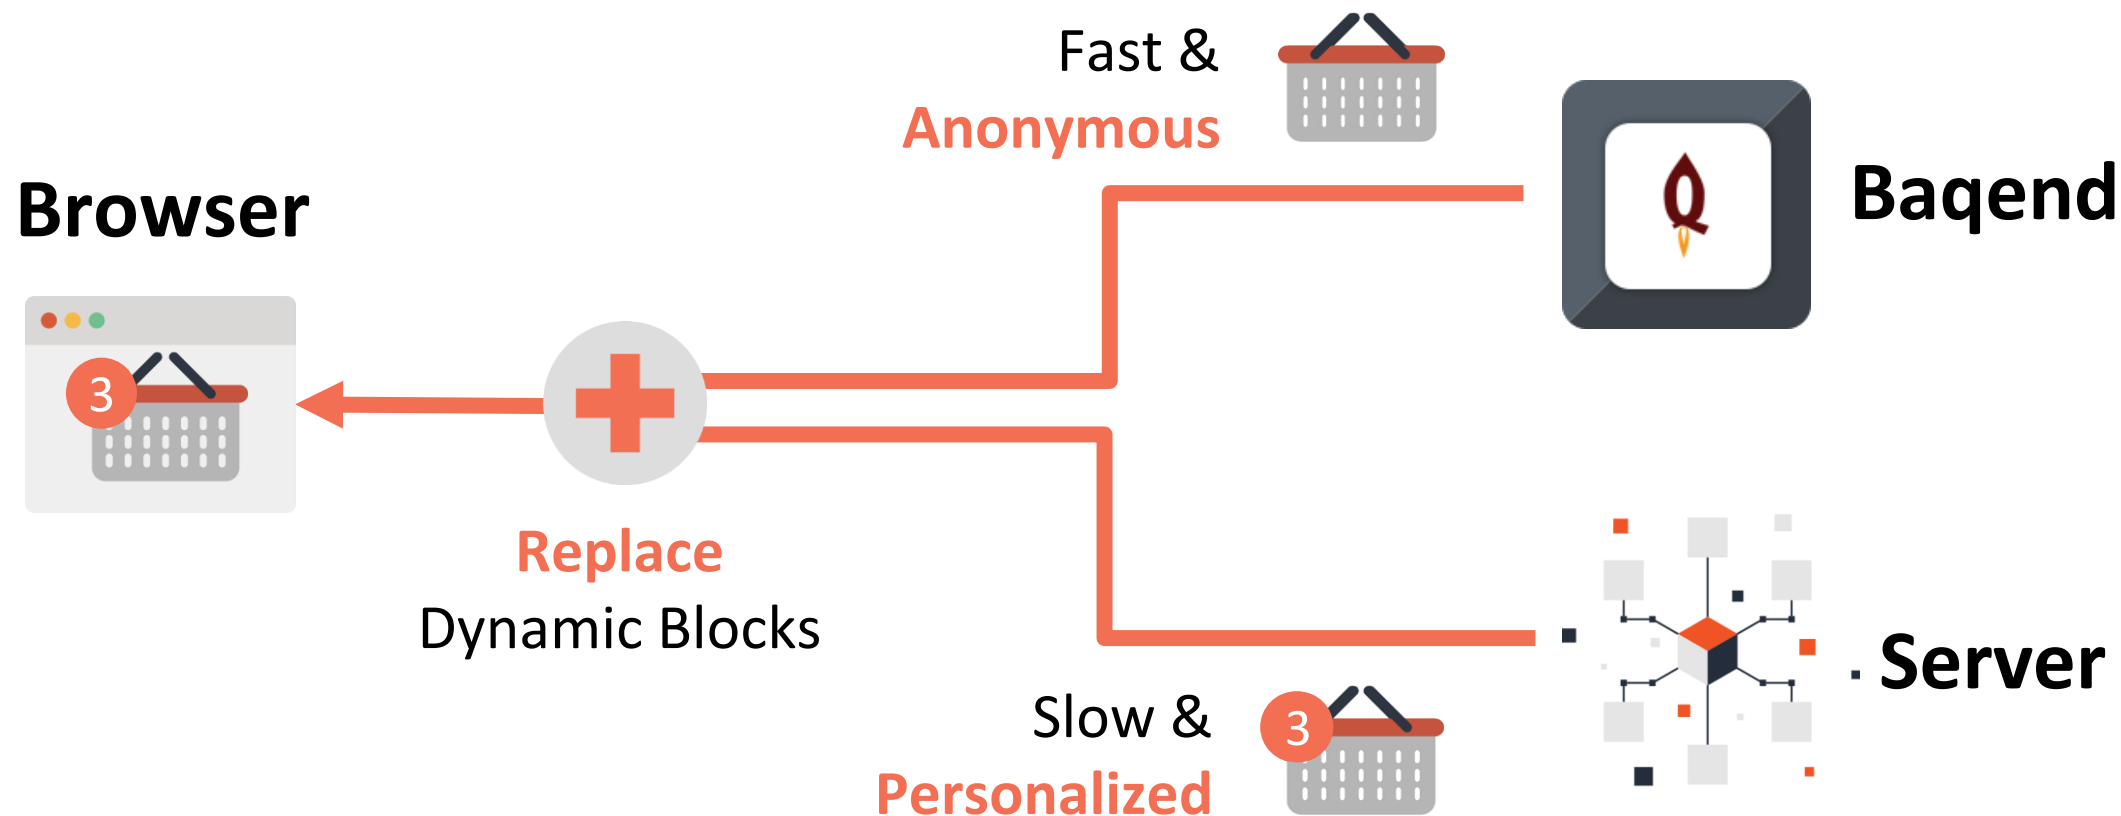 Fast &
Anonymous
Browser
Baqend
Q
3
Replace
Dynamic Blocks
Server
Slow &
3
Personalized